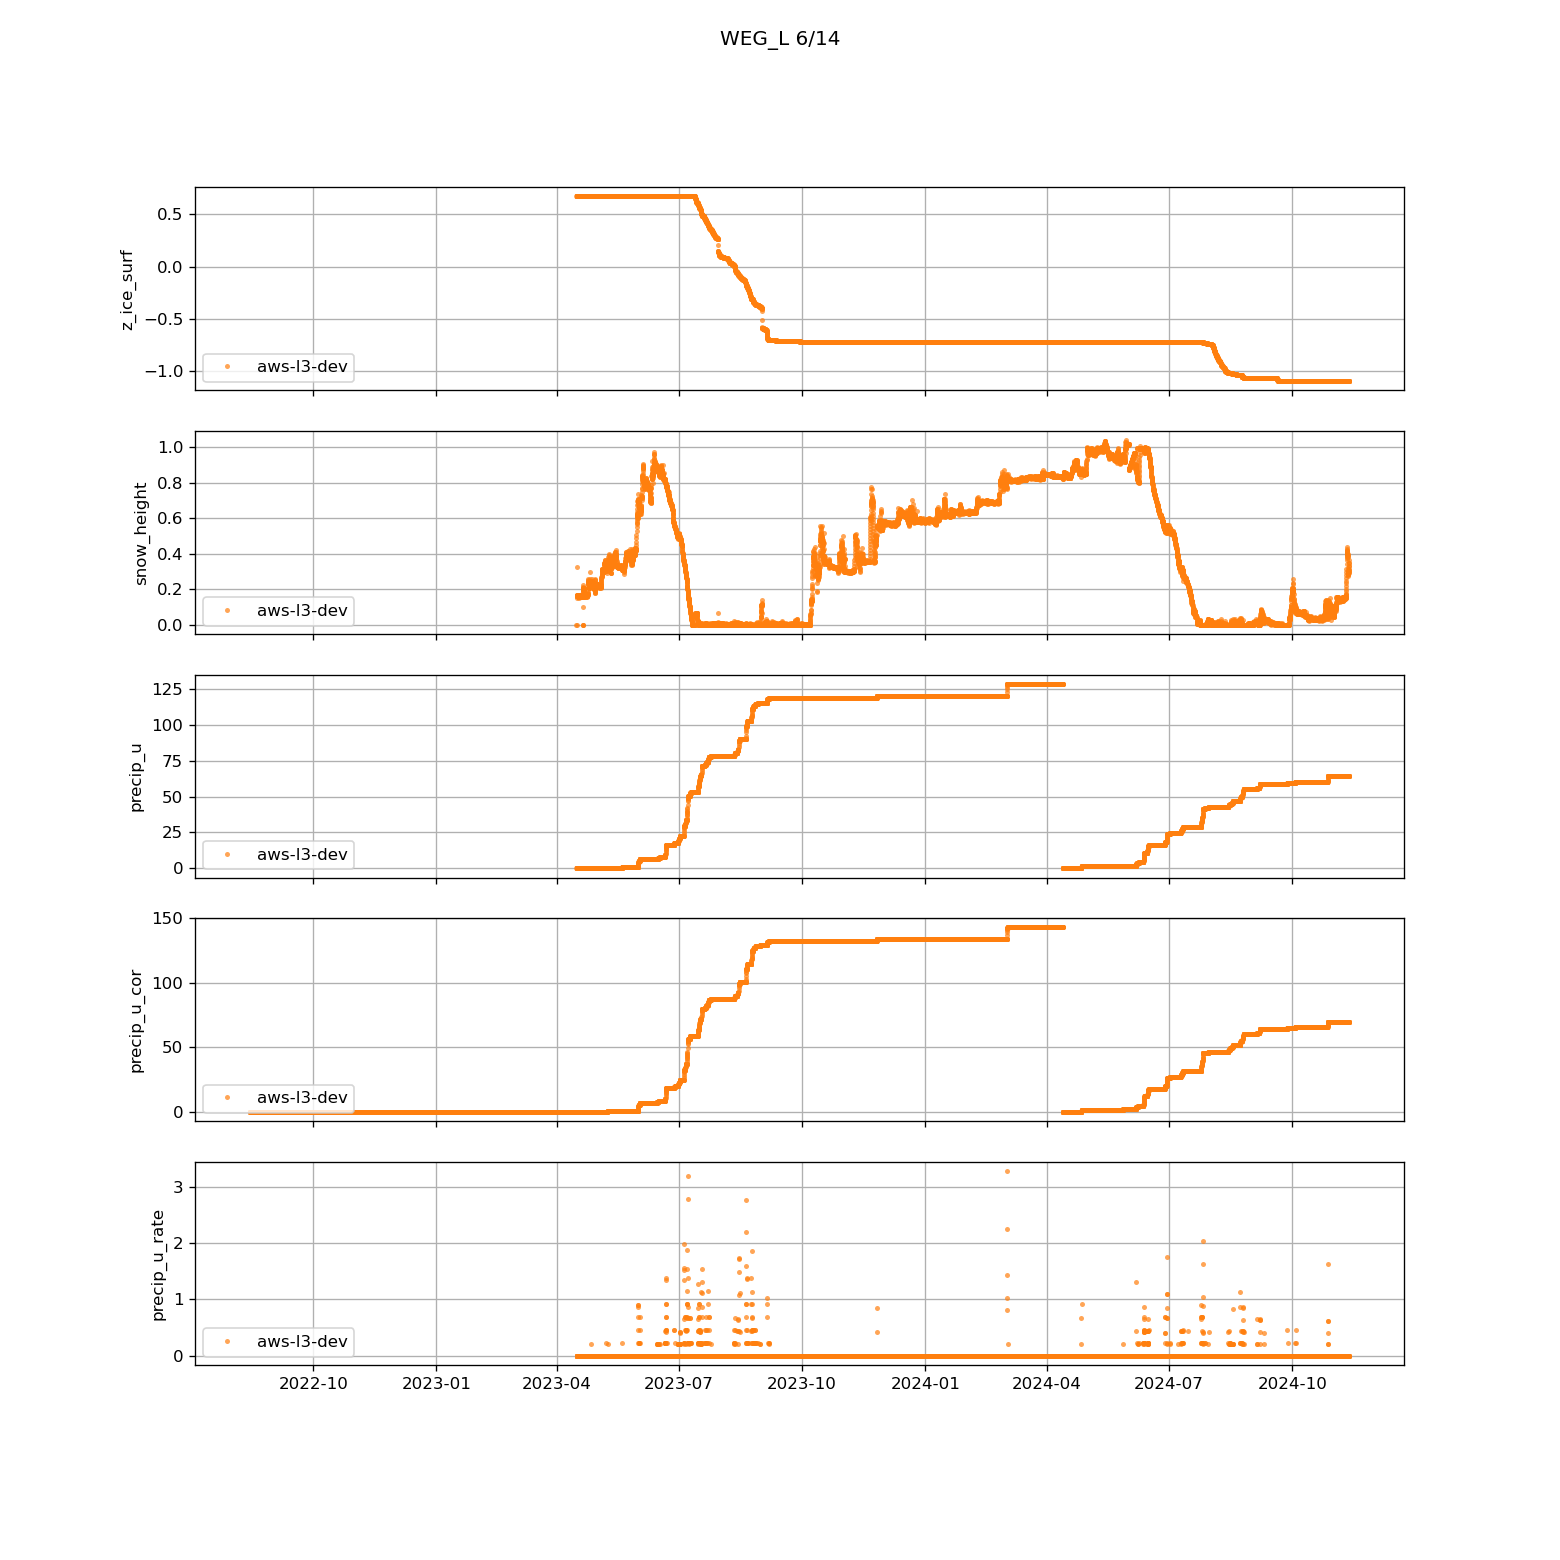 WEG_L 6/14
0.5
0.0
−0.5
−1.0
z_ice_surf
aws-l3-dev
1.0
0.8
0.6
0.4
0.2
0.0
snow_height
aws-l3-dev
125
100
75
50
25
0
precip_u
aws-l3-dev
150
100
50
0
precip_u_cor
aws-l3-dev
3
2
1
0
precip_u_rate
aws-l3-dev
2022-10 2023-01 2023-04 2023-07 2023-10 2024-01 2024-04 2024-07 2024-10